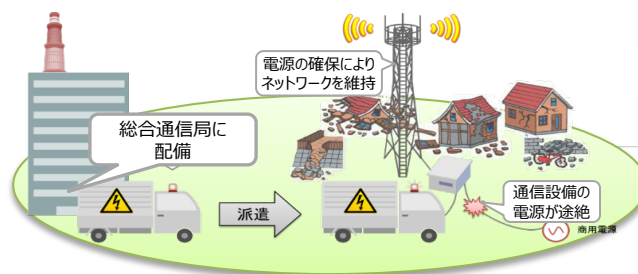 電源の確保により
ネットワークを維持
総合通信局に
配備
派遣
通信設備の
電源が途絶
商用電源